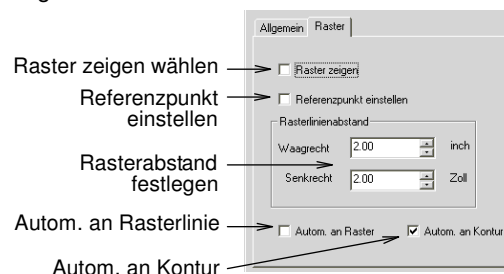 Allgemein Raster
Raster zeigen wählen
Raster zeigen
Referenzpunkt
einstellen
Referenzpunkt einstellen
Rasterlinienabstand
Waagrecht 2.00 inch
Rasterabstand
festlegen
Senkrecht 2.00 Zoll
Autom. an Rasterlinie
Autom. an Raster
Autom. an Kontur
Autom. an Kontur